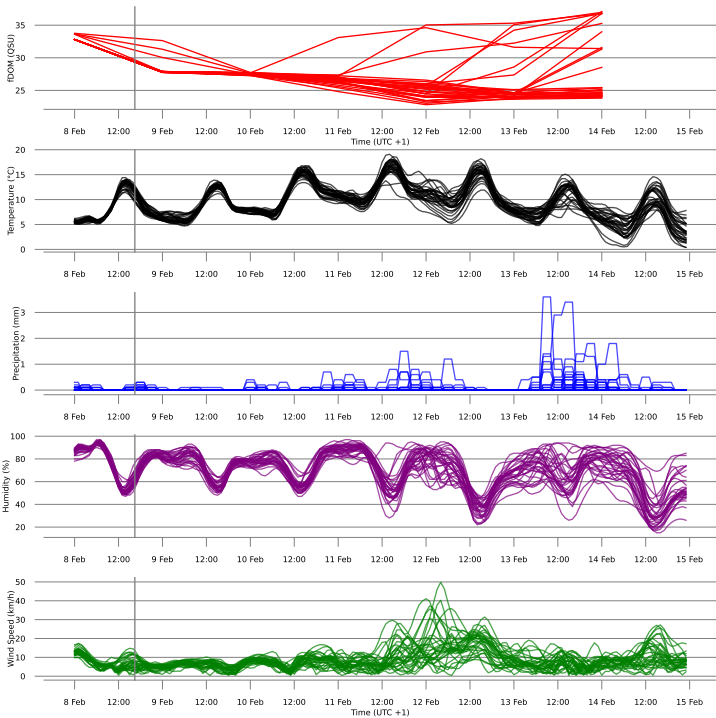 fDOM (QSU)
35
30
25
8 Feb 12:00 9 Feb 12:00 10 Feb 12:00 11 Feb 12:00 12 Feb 12:00 13 Feb 12:00 14 Feb 12:00 15 Feb
Time (UTC +1)
Temperature (°C)
20
15
10
5
0
8 Feb 12:00 9 Feb 12:00 10 Feb 12:00 11 Feb 12:00 12 Feb 12:00 13 Feb 12:00 14 Feb 12:00 15 Feb
Precipitation (mm)
3
2
1
0
8 Feb 12:00 9 Feb 12:00 10 Feb 12:00 11 Feb 12:00 12 Feb 12:00 13 Feb 12:00 14 Feb 12:00 15 Feb
Humidity (%)
100
80
60
40
20
8 Feb 12:00 9 Feb 12:00 10 Feb 12:00 11 Feb 12:00 12 Feb 12:00 13 Feb 12:00 14 Feb 12:00 15 Feb
Wind Speed (km/h)
50
40
30
20
10
0
8 Feb 12:00 9 Feb 12:00 10 Feb 12:00 11 Feb 12:00 12 Feb 12:00 13 Feb 12:00 14 Feb 12:00 15 Feb
Time (UTC +1)